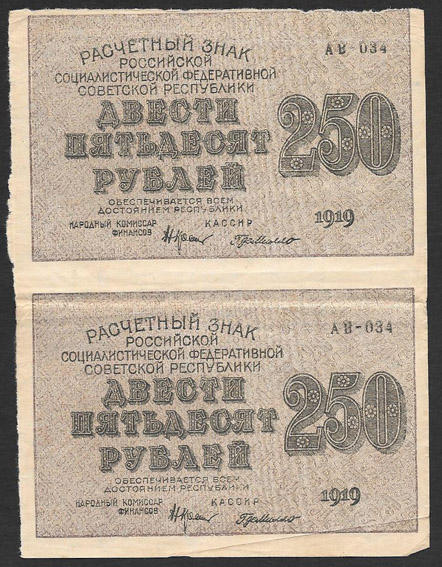 РАСЧЕТНЫЙ ЗНАК
РОССИЙСКОЙ
СОЦИАЛИСТИЧЕСКОЙ ФЕДЕРАТИВНОЙ
СОВЕТСКОЙ РЕСПУБЛИКИ
АВ-034
ДВЕСТИ
ПЯТЬДЕСЯТ
РУБЛЕЙ
250
ОБЕСПЕЧИВАЕТСЯ ВСЕМ
ДОСТОЯНИЕМ РЕСПУБЛИКИ
НАРОДНЫЙ КОМИССАР
ФИНАНСОВ
КАССИР
1919
РАСЧЕТНЫЙ ЗНАК
РОССИЙСКОЙ
СОЦИАЛИСТИЧЕСКОЙ ФЕДЕРАТИВНОЙ
СОВЕТСКОЙ РЕСПУБЛИКИ
АВ-034
ДВЕСТИ
ПЯТЬДЕСЯТ
РУБЛЕЙ
250
ОБЕСПЕЧИВАЕТСЯ ВСЕМ
ДОСТОЯНИЕМ РЕСПУБЛИКИ
НАРОДНЫЙ КОМИССАР
ФИНАНСОВ
КАССИР
1919